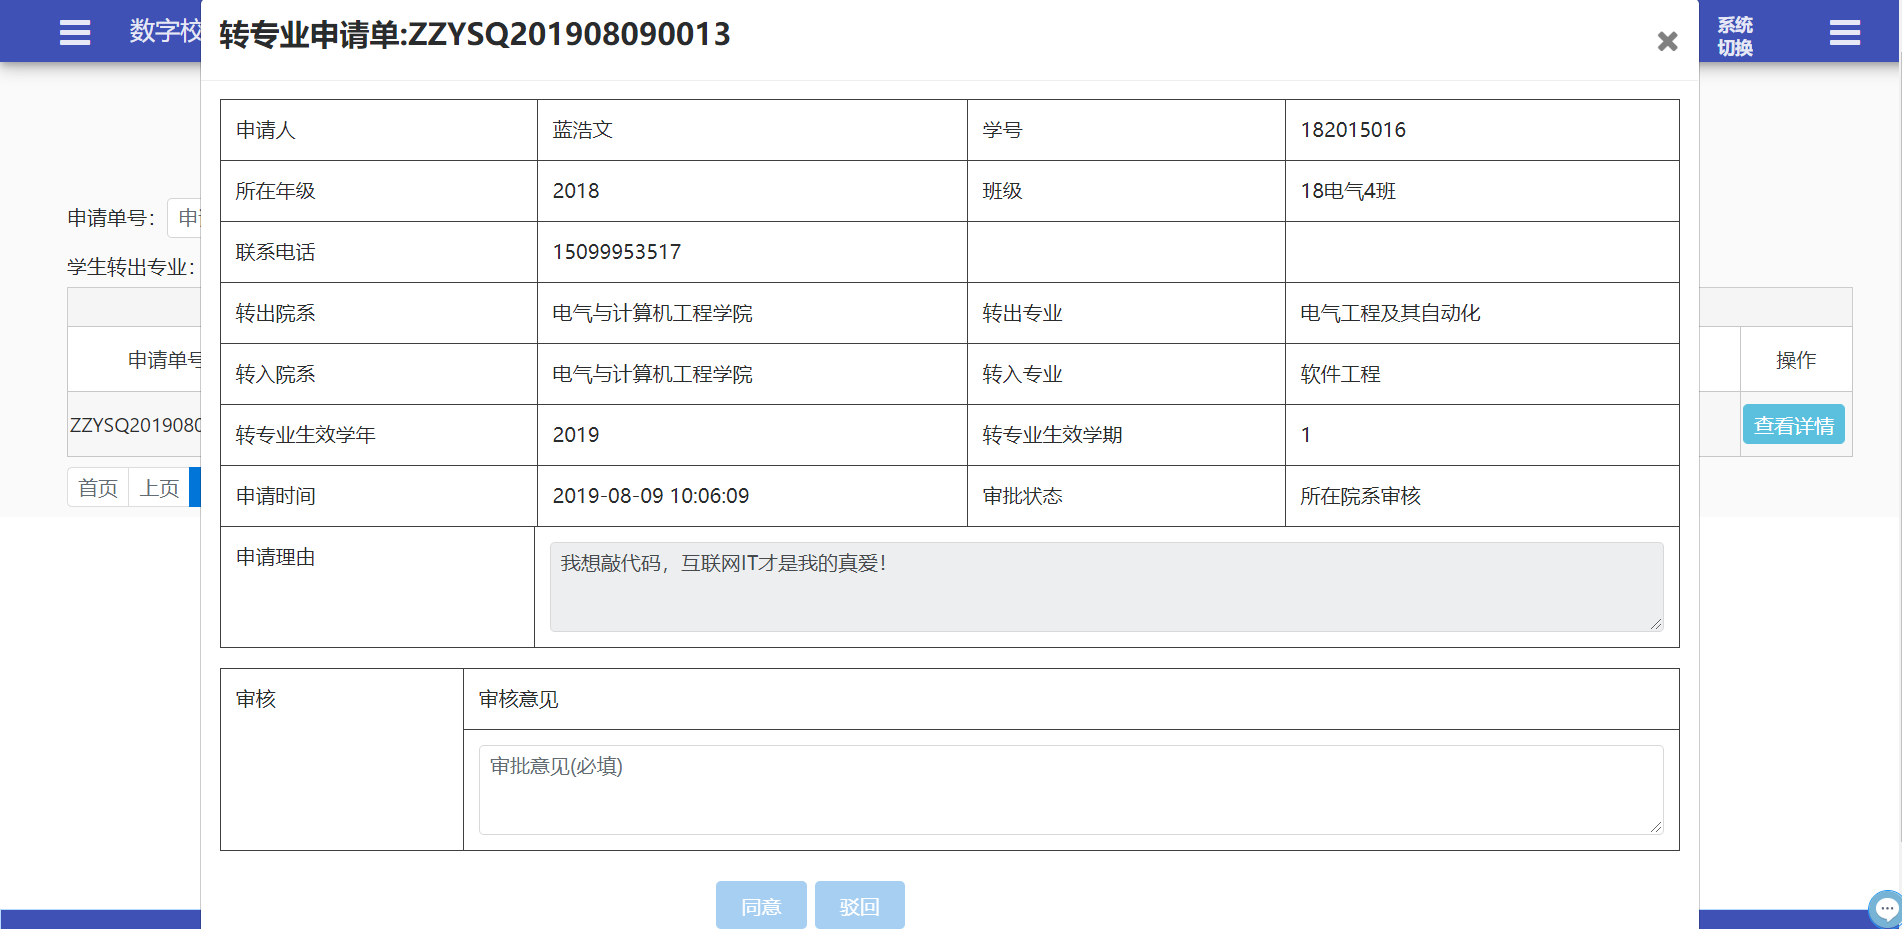 数字校
转专业申请单:ZZYSQ201908090013
系统
切换
申请人 蓝浩文 学号 182015016
所在年级 2018 班级 18电气4班
申请单号：
联系电话 15099953517
学生转出专业：
转出院系 电气与计算机工程学院 转出专业 电气工程及其自动化
申请单号 操作
转入院系 电气与计算机工程学院 转入专业 软件工程
ZZYSQ2019080 查看详情
转专业生效学年 2019 转专业生效学期 1
首页 上页
申请时间 2019-08-09 10:06:09 审批状态 所在院系审核
申请理由 我想敲代码，互联网IT才是我的真爱！
审核 审核意见
审批意见(必填)
同意 驳回